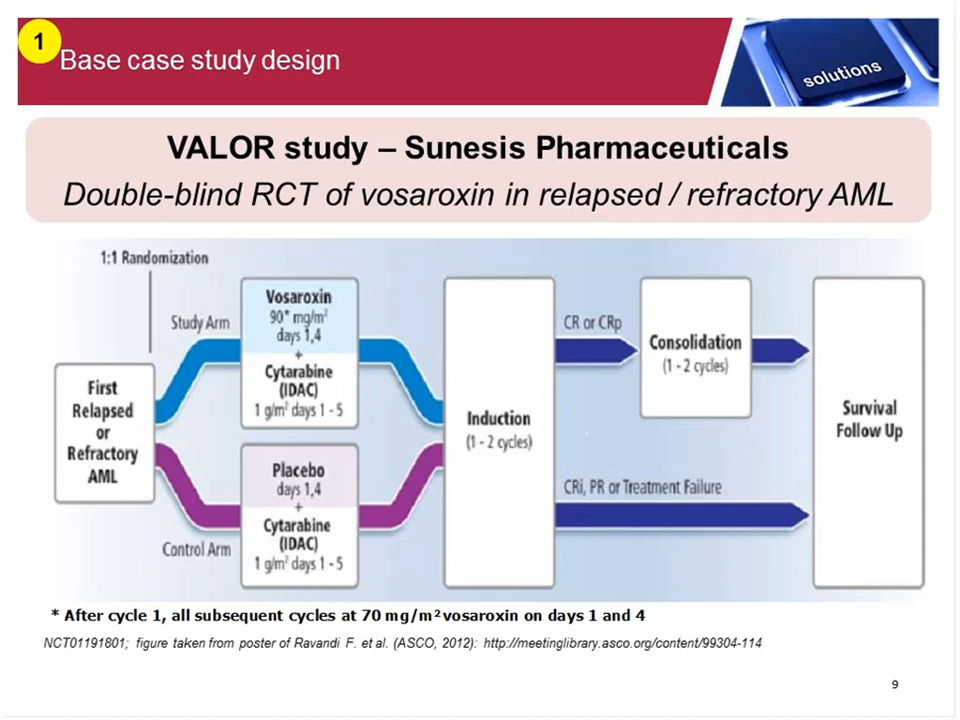 1
Base case study design
solutions
VALOR study – Sunesis Pharmaceuticals
Double-blind RCT of vosaroxin in relapsed / refractory AML
1:1 Randomization
Study Arm
Vosaroxin
90* mg/m²
days 1,4
+
Cytarabine
(IDAC)
1 g/m² days 1 - 5
First
Relapsed
or
Refractory
AML
Control Arm
Placebo
days 1,4
+
Cytarabine
(IDAC)
1 g/m² days 1 - 5
Induction
(1 - 2 cycles)
CR or CRp
Consolidation
(1 - 2 cycles)
CRi, PR or Treatment Failure
Survival
Follow Up
* After cycle 1, all subsequent cycles at 70 mg/m² vosaroxin on days 1 and 4
NCT01191801; figure taken from poster of Ravandi F. et al. (ASCO, 2012): http://meetinglibrary.asco.org/content/99304-114
9